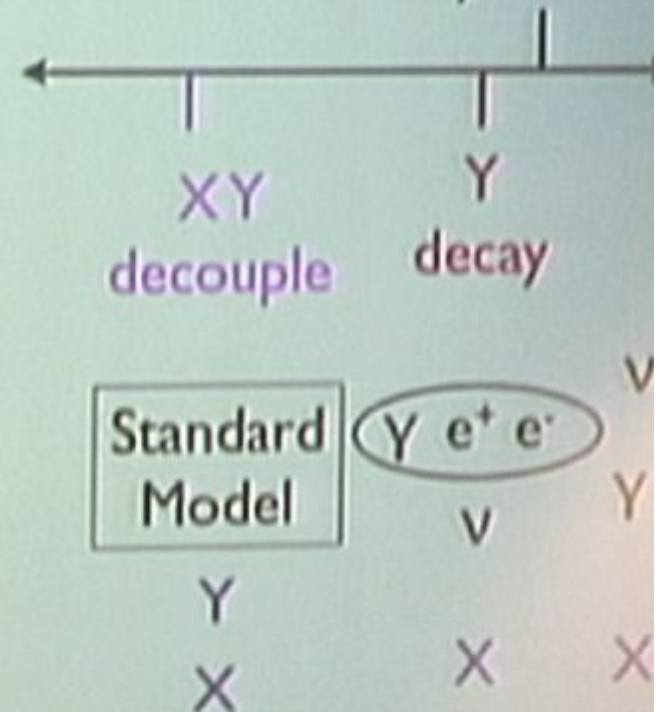 XY
Y
decouple
decay
Standard
Model
γ e⁺ e⁻
ν
ν
γ
Y
X
X
X